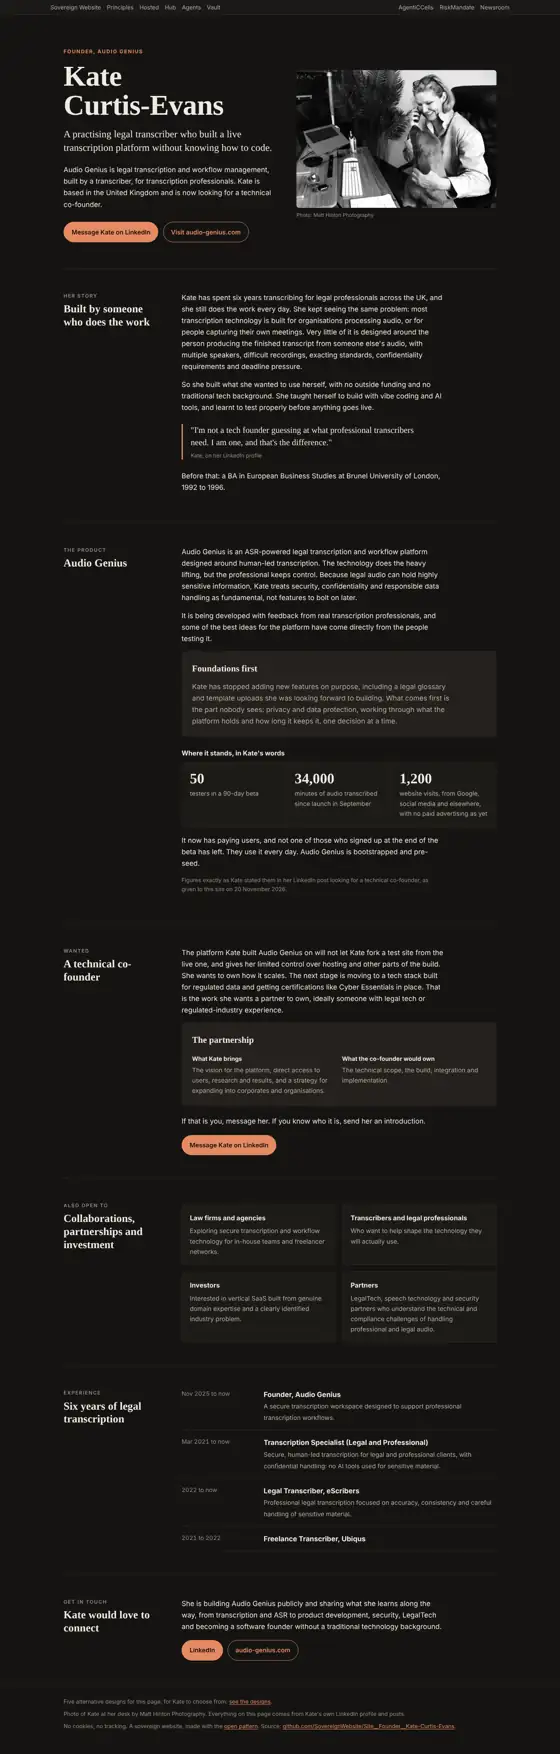 Sovereign Website Principles Hosted Hub Agents Vault AgenticCells RiskMandate Newsroom
FOUNDER, AUDIO GENIUS
Kate
Curtis-Evans
A practising legal transcriber who built a live
transcription platform without knowing how to code.
Audio Genius is legal transcription and workflow management,
built by a transcriber, for transcription professionals. Kate is
based in the United Kingdom and is now looking for a technical
co-founder.
Message Kate on LinkedIn
Visit audio-genius.com
Photo: Matt Hinton Photography
HER STORY
Built by someone
who does the work
Kate has spent six years transcribing for legal professionals across the UK, and
she still does the work every day. She kept seeing the same problem: most
transcription technology is built for organisations processing audio, or for
people capturing their own meetings. Very little of it is designed around the
person producing the finished transcript from someone else's audio, with
multiple speakers, difficult recordings, exacting standards, confidentiality
requirements and deadline pressure.
So she built what she wanted to use herself, with no outside funding and no
traditional tech background. She taught herself to build with vibe coding and AI
tools, and learnt to test properly before anything goes live.
"I'm not a tech founder guessing at what professional transcribers
need. I am one, and that's the difference."
Kate, on her LinkedIn profile
Before that: a BA in European Business Studies at Brunel University of London,
1992 to 1996.
THE PRODUCT
Audio Genius
Audio Genius is an ASR-powered legal transcription and workflow platform
designed around human-led transcription. The technology does the heavy
lifting, but the professional keeps control. Because legal audio can hold highly
sensitive information, Kate treats security, confidentiality and responsible data
handling as fundamental, not features to bolt on later.
It is being developed with feedback from real transcription professionals, and
some of the best ideas for the platform have come directly from the people
testing it.
Foundations first
Kate has stopped adding new features on purpose, including a legal glossary
and template uploads she was looking forward to building. What comes first is
the part nobody sees: privacy and data protection, working through what the
platform holds and how long it keeps it, one decision at a time.
Where it stands, in Kate's words
50
testers in a 90-day beta
34,000
minutes of audio transcribed
since launch in September
1,200
website visits, from Google,
social media and elsewhere,
with no paid advertising as yet
It now has paying users, and not one of those who signed up at the end of the
beta has left. They use it every day. Audio Genius is bootstrapped and pre-
seed.
Figures exactly as Kate stated them in her LinkedIn post looking for a technical co-founder, as
given to this site on
WANTED
A technical co-
founder
The platform Kate built Audio Genius on will not let Kate fork a test site from the
live one, and gives her limited control over hosting and other parts of the build.
She wants to own how it scales. The next stage is moving to a tech stack built
for regulated data and getting certifications like Cyber Essentials in place. That
is the work she wants a partner to own, ideally someone with legal tech or
regulated-industry experience.
The partnership
What Kate brings
The vision for the platform, direct access to
users, research and results, and a strategy for
expanding into corporates and organisations.
What the co-founder would own
The technical scope, the build, integration and
implementation.
If that is you, message her. If you know who it is, send her an introduction.
Message Kate on LinkedIn
ALSO OPEN TO
Collaborations,
partnerships and
investment
Law firms and agencies
Exploring secure transcription and workflow
technology for in-house teams and freelancer
networks.
Transcribers and legal professionals
Who want to help shape the technology they
will actually use.
Investors
Interested in vertical SaaS built from genuine
domain expertise and a clearly identified
industry problem.
Partners
LegalTech, speech technology and security
partners who understand the technical and
compliance challenges of handling
professional and legal audio.
EXPERIENCE
Six years of legal
transcription
Nov 2025 to now
Founder, Audio Genius
A secure transcription workspace designed to support professional
transcription workflows.
Mar 2021 to now
Transcription Specialist (Legal and Professional)
Secure, human-led transcription for legal and professional clients, with
confidential handling: no AI tools used for sensitive material.
2022 to now
Legal Transcriber, eScribers
Professional legal transcription focused on accuracy, consistency and careful
handling of sensitive material.
2021 to 2022
Freelance Transcriber, Ubiqus
GET IN TOUCH
Kate would love to
connect
She is building Audio Genius publicly and sharing what she learns along the
way, from transcription and ASR to product development, security, LegalTech
and becoming a software founder without a traditional technology background.
LinkedIn
audio-genius.com
Five alternative designs for this page, for Kate to choose from: see the designs.
Photo of Kate at her desk by Matt Hinton Photography. Everything on this page comes from Kate's own LinkedIn profile and posts.
No cookies, no tracking. A sovereign website, made with the open pattern. Source: github.com/SovereignWebsite/Site__Founder__Kate-Curtis-Evans.